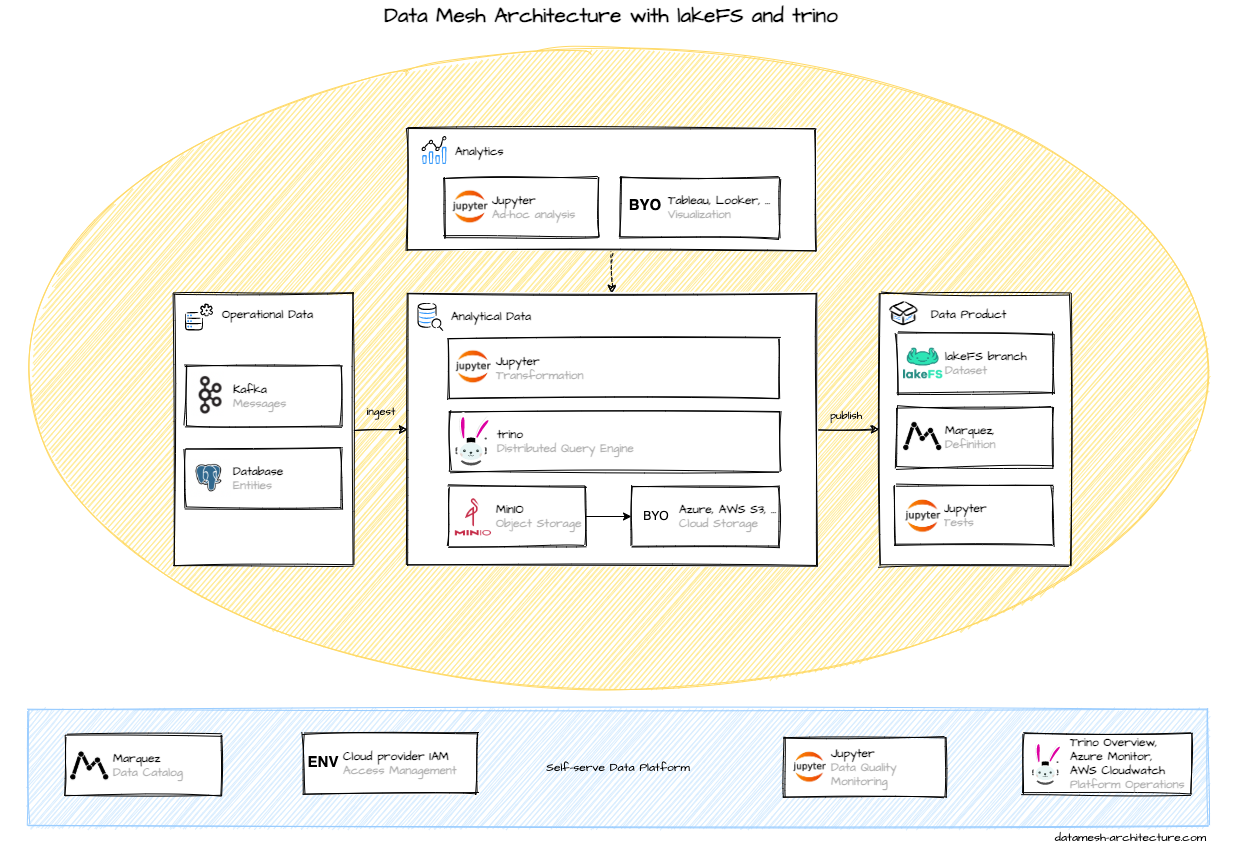 Data Mesh Architecture with lakeFS and trino
Analytics
jupyter
Jupyter
Ad-hoc analysis
BYO
Tableau, Looker, ...
Visualization
Operational Data
Kafka
Messages
Database
Entities
ingest
Analytical Data
jupyter
Jupyter
Transformation
trino
Distributed Query Engine
MINIO
MinIO
Object Storage
BYO
Azure, AWS S3, ...
Cloud Storage
publish
Data Product
lakeFS
lakeFS branch
Dataset
Marquez
Definition
jupyter
Jupyter
Tests
Marquez
Data Catalog
ENV
Cloud provider IAM
Access Management
Self-serve Data Platform
jupyter
Jupyter
Data Quality
Monitoring
Trino Overview,
Azure Monitor,
AWS Cloudwatch
Platform Operations
datamesh-architecture.com